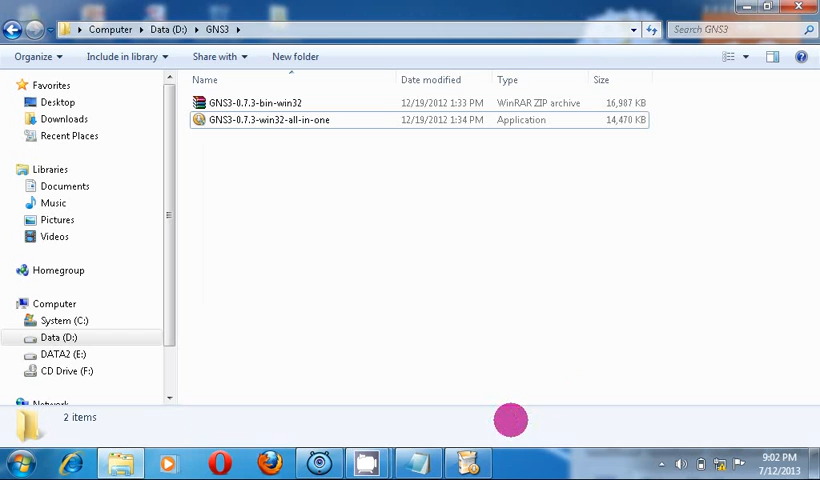 Computer Data (D:) GNS3
Search GNS3
Organize Include in library Share with New folder
Name Date modified Type Size
GNS3-0.7.3-bin-win32 12/19/2012 1:33 PM WinRAR ZIP archive 16,987 KB
GNS3-0.7.3-win32-all-in-one 12/19/2012 1:34 PM Application 14,470 KB
Favorites
Desktop
Downloads
Recent Places
Libraries
Documents
Music
Pictures
Videos
Homegroup
Computer
System (C:)
Data (D:)
DATA2 (E:)
CD Drive (F:)
Network
2 items
9:02 PM
7/12/2013